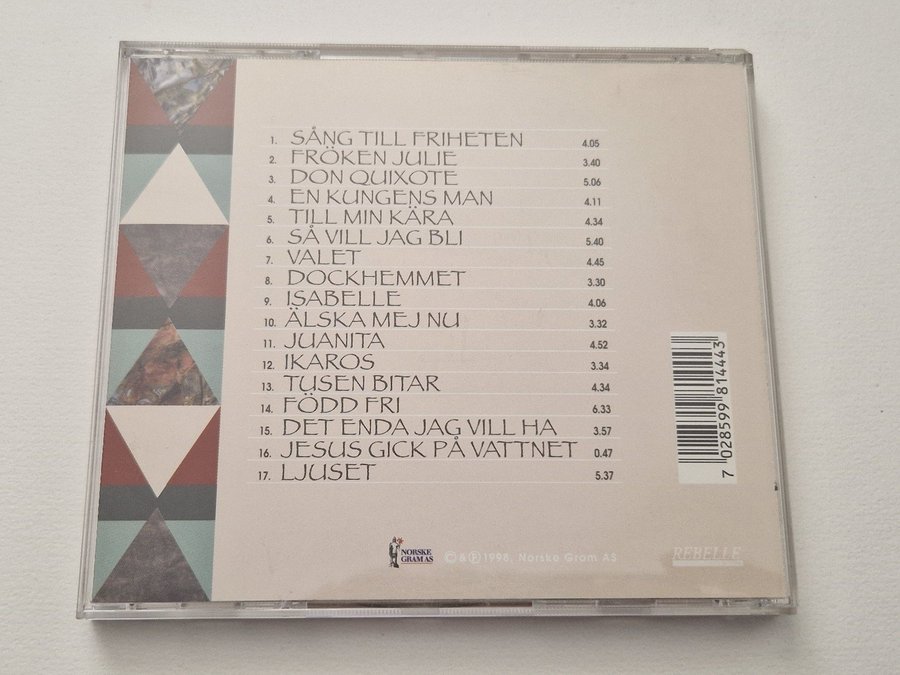 1. SÅNG TILL FRIHETEN 4.05
2. FRÖKEN JULIE 3.40
3. DON QUIXOTE 5.06
4. EN KUNGENS MAN 4.11
5. TILL MIN KÄRA 4.34
6. SÅ VILL JAG BLI 5.40
7. VALET 4.45
8. DOCKHEMMET 3.30
9. ISABELLE 4.06
10. ÄLSKA MEJ NU 3.32
11. JUANITA 4.52
12. IKAROS 3.34
13. TUSEN BITAR 4.34
14. FÖDD FRI 6.33
15. DET ENDA JAG VILL HA 3.57
16. JESUS GICK PÅ VATTNET 0.47
17. LJUSET 5.37
7 028599 814443
NORSKE
GRAM AS
©&℗ 1998, Norske Gram AS
REBELLE